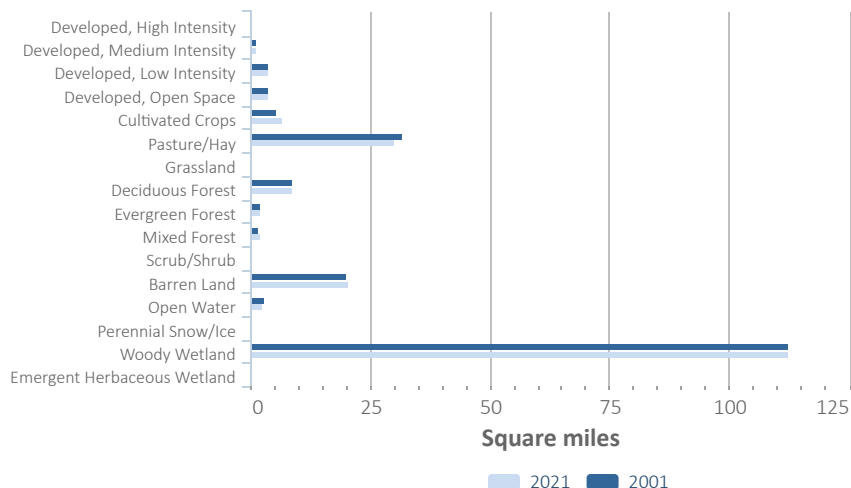 Developed, High Intensity
Developed, Medium Intensity
Developed, Low Intensity
Developed, Open Space
Cultivated Crops
Pasture/Hay
Grassland
Deciduous Forest
Evergreen Forest
Mixed Forest
Scrub/Shrub
Barren Land
Open Water
Perennial Snow/Ice
Woody Wetland
Emergent Herbaceous Wetland
0 25 50 75 100 125
Square miles
2021 2001